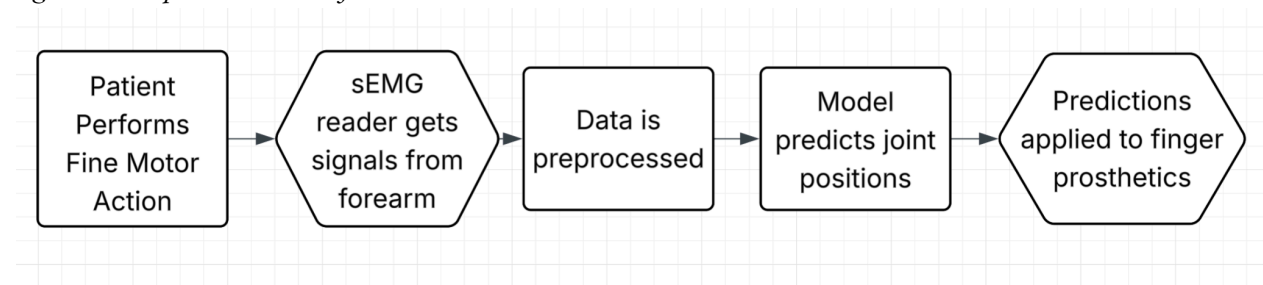 Patient
Performs
Fine Motor
Action
sEMG
reader gets
signals from
forearm
Data is
preprocessed
Model
predicts joint
positions
Predictions
applied to finger
prosthetics